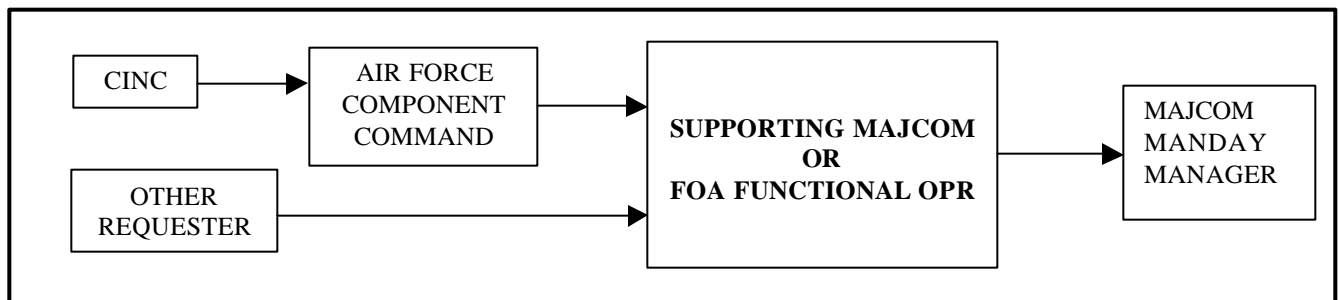 CINC
AIR FORCE
COMPONENT
COMMAND
OTHER
REQUESTER
SUPPORTING MAJCOM
OR
FOA FUNCTIONAL OPR
MAJCOM
MANDAY
MANAGER